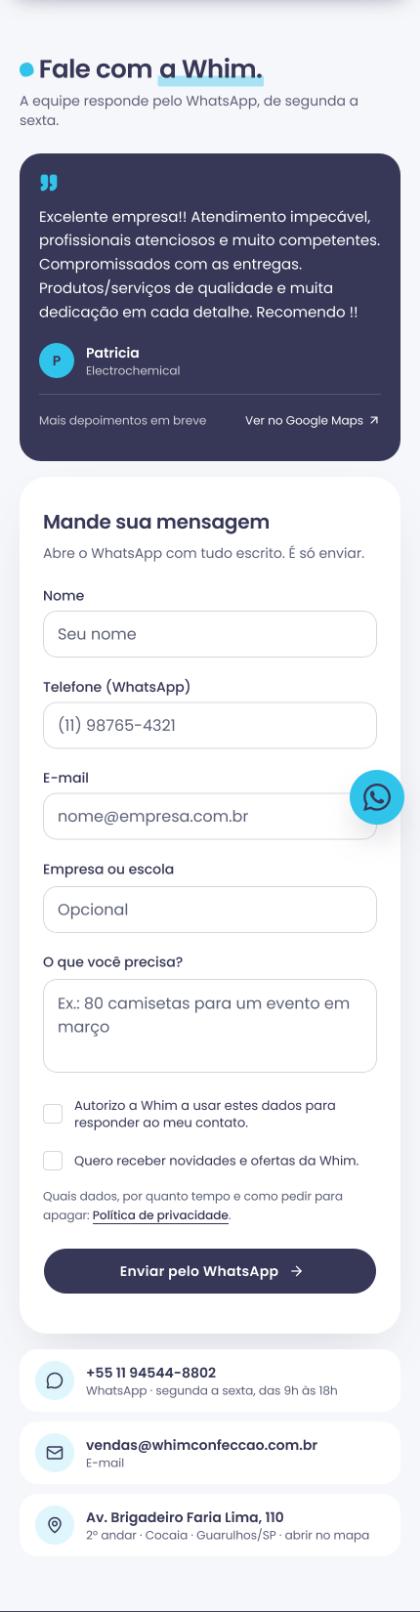 Fale com a Whim.
A equipe responde pelo WhatsApp, de segunda a
sexta.
Excelente empresa!! Atendimento impecável,
profissionais atenciosos e muito competentes.
Compromissados com as entregas.
Produtos/serviços de qualidade e muita
dedicação em cada detalhe. Recomendo !!
P
Patricia
Electrochemical
Mais depoimentos em breve
Ver no Google Maps
Mande sua mensagem
Abre o WhatsApp com tudo escrito. É só enviar.
Nome
Seu nome
Telefone (WhatsApp)
(11) 98765-4321
E-mail
nome@empresa.com.br
Empresa ou escola
Opcional
O que você precisa?
Ex.: 80 camisetas para um evento em
março
Autorizo a Whim a usar estes dados para
responder ao meu contato.
Quero receber novidades e ofertas da Whim.
Quais dados, por quanto tempo e como pedir para
apagar: Política de privacidade.
Enviar pelo WhatsApp
+55 11 94544-8802
WhatsApp · segunda a sexta, das 9h às 18h
vendas@whimconfeccao.com.br
E-mail
Av. Brigadeiro Faria Lima, 110
2º andar · Cocaia · Guarulhos/SP · abrir no mapa